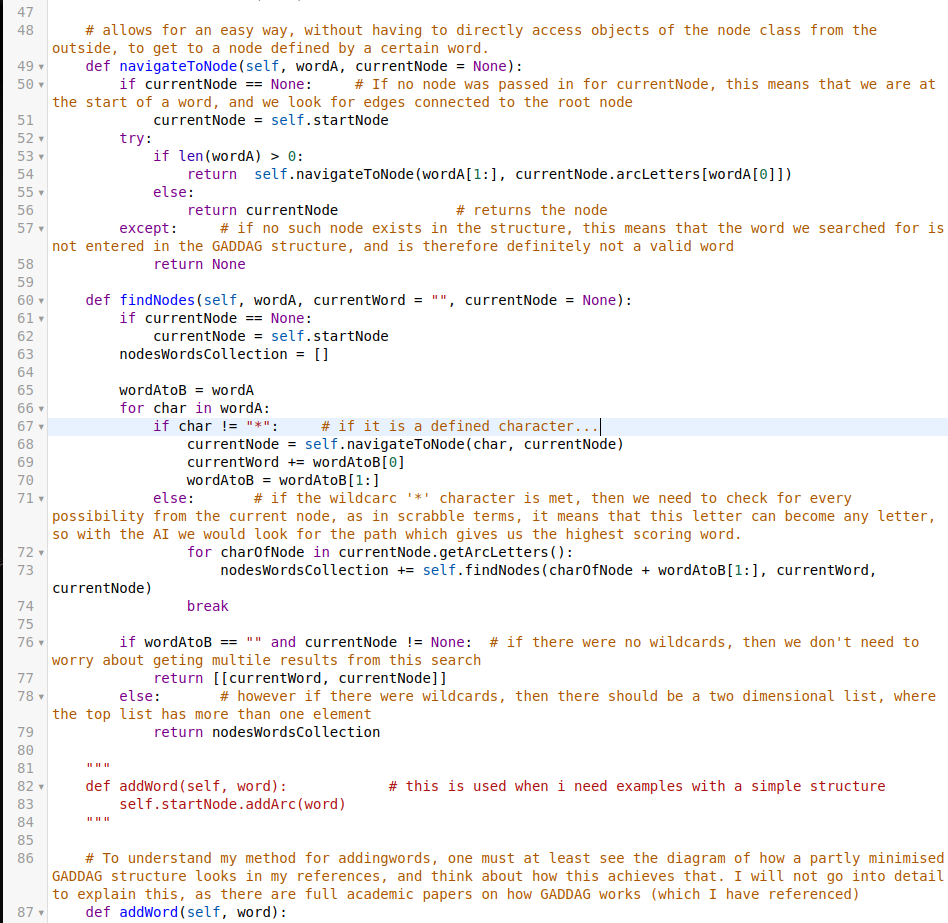 47
48 # allows for an easy way, without having to directly access objects of the node class from the
outside, to get to a node defined by a certain word.
49 def navigateToNode(self, wordA, currentNode = None):
50 if currentNode == None: # If no node was passed in for currentNode, this means that we are at
the start of a word, and we look for edges connected to the root node
51 currentNode = self.startNode
52 try:
53 if len(wordA) > 0:
54 return self.navigateToNode(wordA[1:], currentNode.arcLetters[wordA[0]])
55 else:
56 return currentNode # returns the node
57 except: # if no such node exists in the structure, this means that the word we searched for is
not entered in the GADDAG structure, and is therefore definitely not a valid word
58 return None
59
60 def findNodes(self, wordA, currentWord = "", currentNode = None):
61 if currentNode == None:
62 currentNode = self.startNode
63 nodesWordsCollection = []
64
65 wordAtoB = wordA
66 for char in wordA:
67 if char != "*": # if it is a defined character...
68 currentNode = self.navigateToNode(char, currentNode)
69 currentWord += wordAtoB[0]
70 wordAtoB = wordAtoB[1:]
71 else: # if the wildcarc '*' character is met, then we need to check for every
possibility from the current node, as in scrabble terms, it means that this letter can become any letter,
so with the AI we would look for the path which gives us the highest scoring word.
72 for charOfNode in currentNode.getArcLetters():
73 nodesWordsCollection += self.findNodes(charOfNode + wordAtoB[1:], currentWord,
currentNode)
74 break
75
76 if wordAtoB == "" and currentNode != None: # if there were no wildcards, then we don't need to
worry about geting multile results from this search
77 return [[currentWord, currentNode]]
78 else: # however if there were wildcards, then there should be a two dimensional list, where
the top list has more than one element
79 return nodesWordsCollection
80
81 """
82 def addWord(self, word): # this is used when i need examples with a simple structure
83 self.startNode.addArc(word)
84 """
85
86 # To understand my method for addingwords, one must at least see the diagram of how a partly minimised
GADDAG structure looks in my references, and think about how this achieves that. I will not go into detail
to explain this, as there are full academic papers on how GADDAG works (which I have referenced)
87 def addWord(self, word):